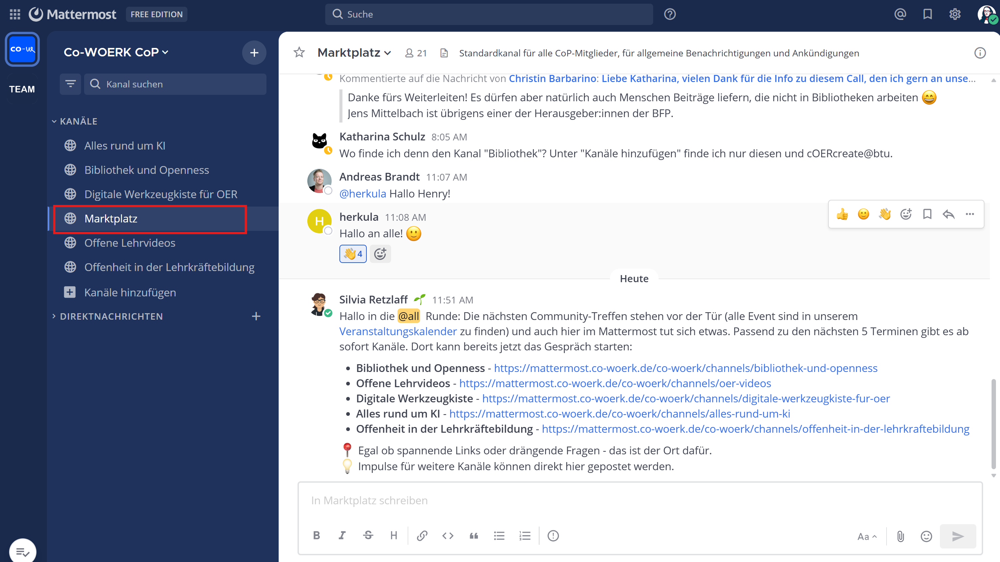 Mattermost FREE EDITION
Suche
co-w
TEAM
Co-WOERK CoP
Kanal suchen
KANÄLE
Alles rund um KI
Bibliothek und Openness
Digitale Werkzeugkiste für OER
Marktplatz
Offene Lehrvideos
Offenheit in der Lehrkräftebildung
Kanäle hinzufügen
DIREKTNACHRICHTEN
Marktplatz 21 Standardkanal für alle CoP-Mitglieder, für allgemeine Benachrichtigungen und Ankündigungen
Kommentierte auf die Nachricht von Christin Barbarino: Liebe Katharina, vielen Dank für die Info zu diesem Call, den ich gern an unse...
Danke fürs Weiterleiten! Es dürfen aber natürlich auch Menschen Beiträge liefern, die nicht in Bibliotheken arbeiten 😄
Jens Mittelbach ist übrigens einer der Herausgeber:innen der BFP.
Katharina Schulz 8:05 AM
Wo finde ich denn den Kanal "Bibliothek"? Unter "Kanäle hinzufügen" finde ich nur diesen und cOERcreate@btu.
Andreas Brandt 11:07 AM
@herkula Hallo Henry!
H
herkula 11:08 AM
Hallo an alle! 🙂
👋 4
Heute
Silvia Retzlaff 🌱 11:51 AM
Hallo in die @all Runde: Die nächsten Community-Treffen stehen vor der Tür (alle Event sind in unserem
Veranstaltungskalender zu finden) und auch hier im Mattermost tut sich etwas. Passend zu den nächsten 5 Terminen gibt es ab
sofort Kanäle. Dort kann bereits jetzt das Gespräch starten:
• Bibliothek und Openness - https://mattermost.co-woerk.de/co-woerk/channels/bibliothek-und-openness
• Offene Lehrvideos - https://mattermost.co-woerk.de/co-woerk/channels/oer-videos
• Digitale Werkzeugkiste - https://mattermost.co-woerk.de/co-woerk/channels/digitale-werkzeugkiste-fur-oer
• Alles rund um KI - https://mattermost.co-woerk.de/co-woerk/channels/alles-rund-um-ki
• Offenheit in der Lehrkräftebildung - https://mattermost.co-woerk.de/co-woerk/channels/offenheit-in-der-lehrkraftebildung
📍 Egal ob spannende Links oder drängende Fragen - das ist der Ort dafür.
💡 Impulse für weitere Kanäle können direkt hier gepostet werden.
In Marktplatz schreiben
B I S H Aa